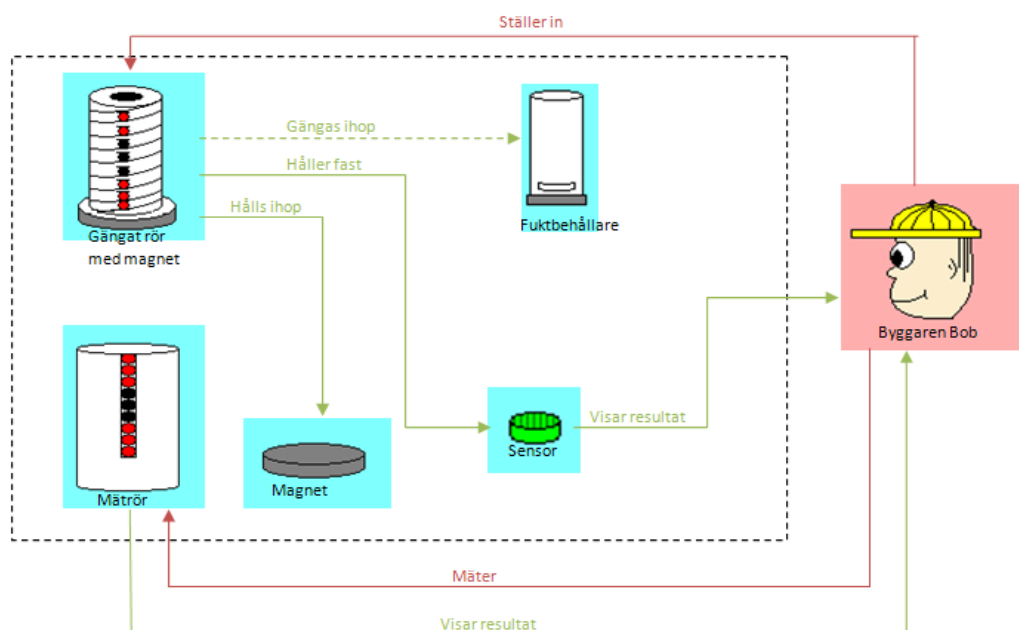 Ställer in
Gängas ihop
Håller fast
Hålls ihop
Fuktbehållare
Gängat rör
med magnet
Byggaren Bob
Visar resultat
Sensor
Magnet
Mätrör
Mäter
Visar resultat